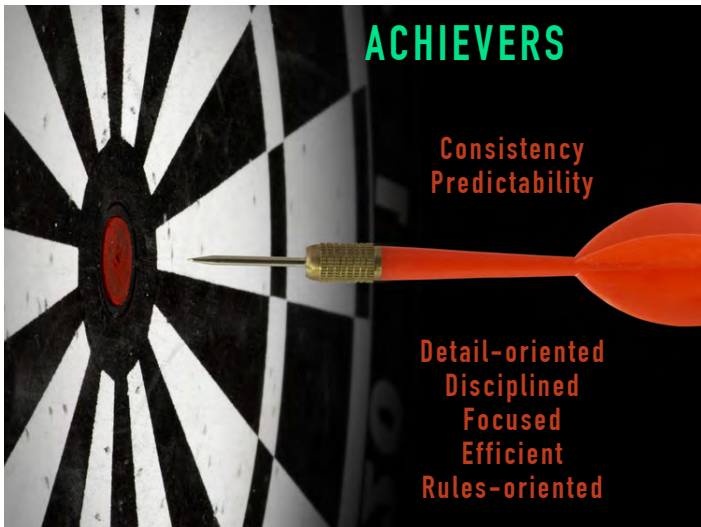 ACHIEVERS
Consistency
Predictability
Detail-oriented
Disciplined
Focused
Efficient
Rules-oriented